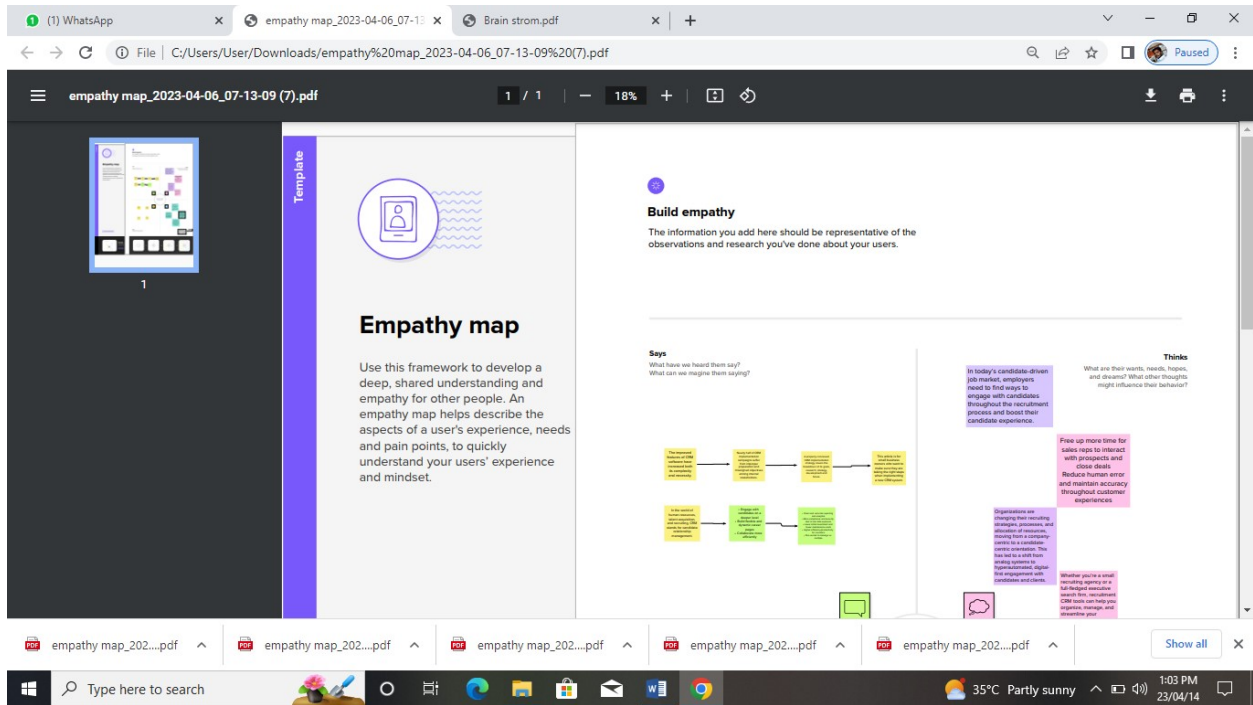 (1) WhatsApp
empathy map_2023-04-06_07-13
Brain strom.pdf
File
C:/Users/User/Downloads/empathy%20map_2023-04-06_07-13-09%20(7).pdf
Paused
empathy map_2023-04-06_07-13-09 (7).pdf
1 / 1
18%
1
Template
Empathy map
Use this framework to develop a
deep, shared understanding and
empathy for other people. An
empathy map helps describe the
aspects of a user's experience, needs
and pain points, to quickly
understand your users' experience
and mindset.
Build empathy
The information you add here should be representative of the
observations and research you've done about your users.
Says
What have we heard them say?
What can we magine them saying?
Thinks
What are their wants, needs, hopes,
and dreams? What other thoughts
might influence their behavior?
In today's candidate-driven
job market, employers
need to find ways to
engage with candidates
throughout the recruitment
process and boost their
candidate experience.
Free up more time for
sales reps to interact
with prospects and
close deals
Reduce human error
and maintain accuracy
throughout customer
experiences
Organizations are
changing their recruiting
strategies, processes, and
allocation of resources,
moving from a company-
centric to a candidate-
centric orientation. This
has led to a shift from
analog systems to
hyperautomated, digital-
first engagement with
candidates and clients.
Whether you're a small
recruiting agency or a
full-fledged executive
search firm, recruitment
CRM tools can help you
organize, manage, and
streamline your
empathy map_202....pdf
empathy map_202....pdf
empathy map_202....pdf
empathy map_202....pdf
empathy map_202....pdf
Show all
Type here to search
35°C Partly sunny
1:03 PM
23/04/14